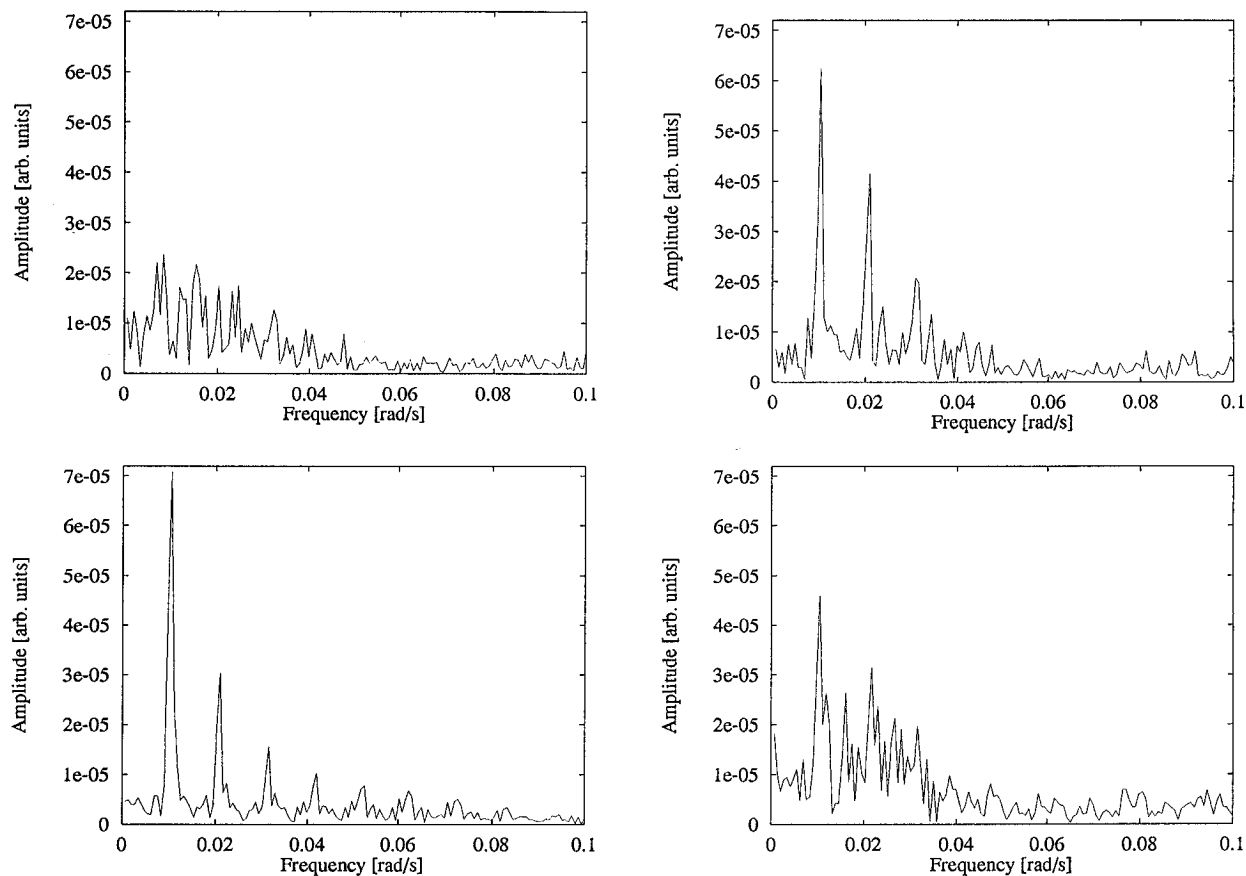 7e-05
6e-05
5e-05
4e-05
3e-05
2e-05
1e-05
0
Amplitude [arb. units]
0 0.02 0.04 0.06 0.08 0.1
Frequency [rad/s]
7e-05
6e-05
5e-05
4e-05
3e-05
2e-05
1e-05
0
Amplitude [arb. units]
0 0.02 0.04 0.06 0.08 0.1
Frequency [rad/s]
7e-05
6e-05
5e-05
4e-05
3e-05
2e-05
1e-05
0
Amplitude [arb. units]
0 0.02 0.04 0.06 0.08 0.1
Frequency [rad/s]
7e-05
6e-05
5e-05
4e-05
3e-05
2e-05
1e-05
0
Amplitude [arb. units]
0 0.02 0.04 0.06 0.08 0.1
Frequency [rad/s]